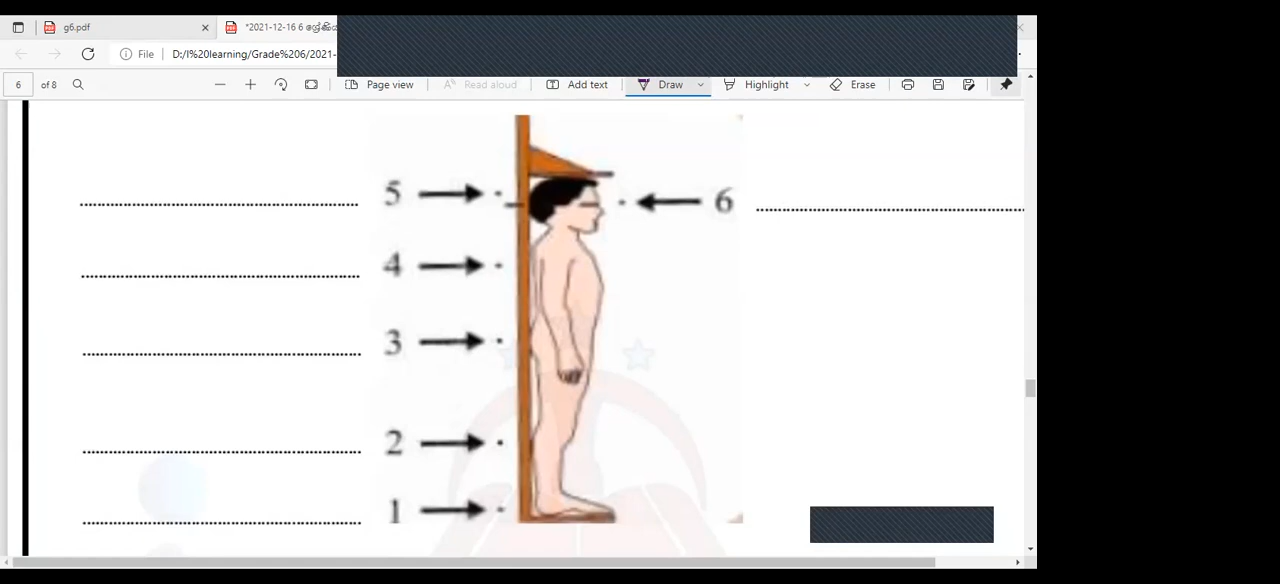 g6.pdf
*2021-12-16 6 ශ්‍රේණිය
File D:/l%20learning/Grade%206/2021-
6 of 8 Page view Read aloud Add text Draw Highlight Erase
5
6
4
3
2
1